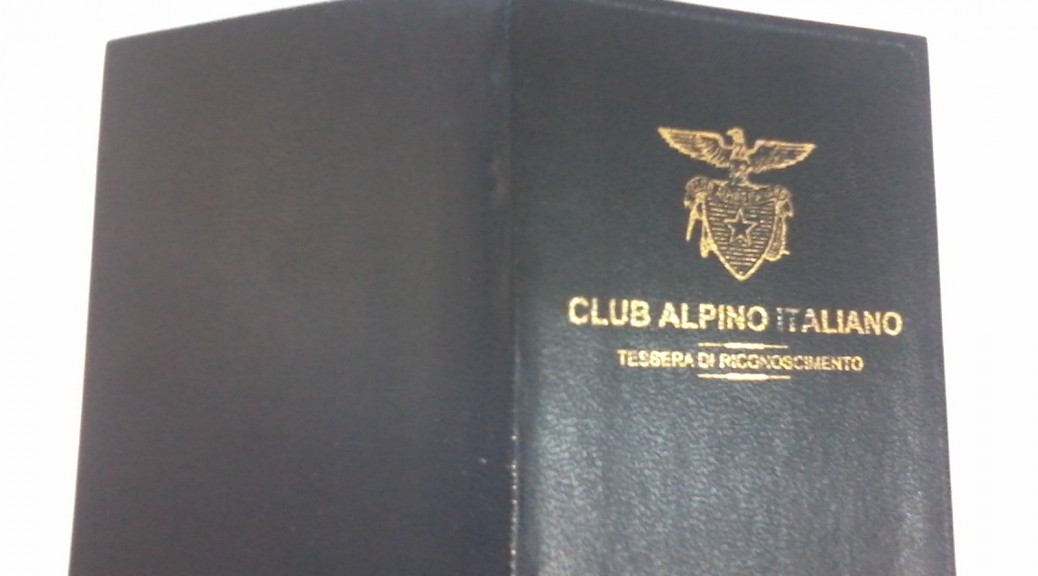 CLUB ALPINO ITALIANO
TESSERA DI RICONOSCIMENTO